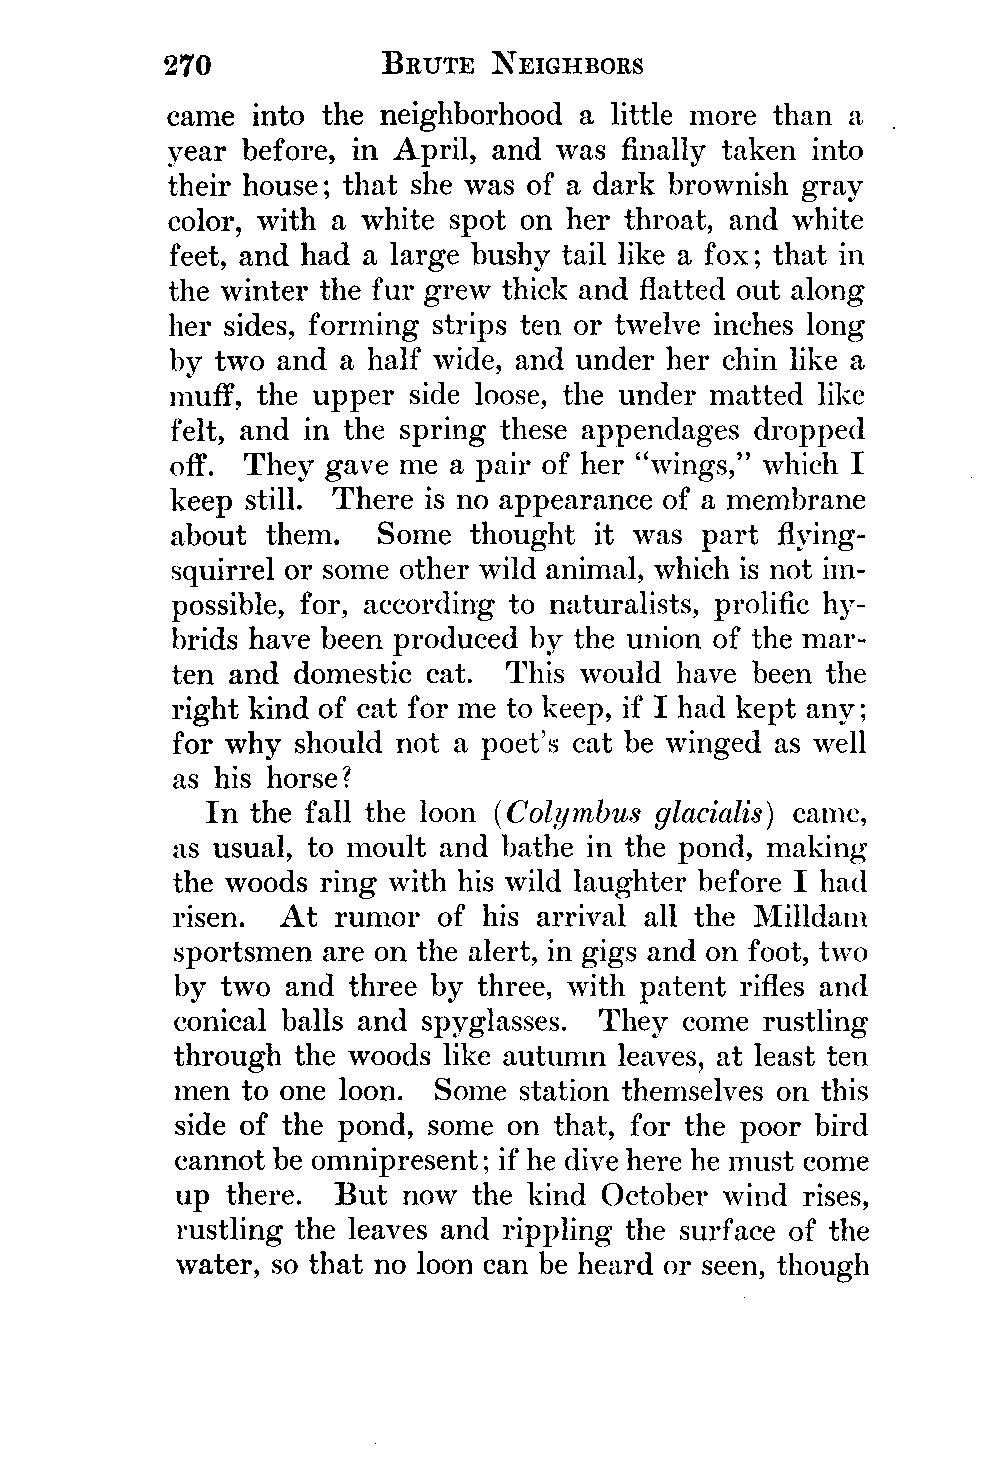 270 BRUTE NEIGHBORS
came into the neighborhood a little more than a
year before, in April, and was finally taken into
their house; that she was of a dark brownish gray
color, with a white spot on her throat, and white
feet, and had a large bushy tail like a fox; that in
the winter the fur grew thick and flatted out along
her sides, forming strips ten or twelve inches long
by two and a half wide, and under her chin like a
muff, the upper side loose, the under matted like
felt, and in the spring these appendages dropped
off. They gave me a pair of her “wings,” which I
keep still. There is no appearance of a membrane
about them. Some thought it was part flying-
squirrel or some other wild animal, which is not im-
possible, for, according to naturalists, prolific hy-
brids have been produced by the union of the mar-
ten and domestic cat. This would have been the
right kind of cat for me to keep, if I had kept any;
for why should not a poet's cat be winged as well
as his horse?
In the fall the loon (Colymbus glacialis) came,
as usual, to moult and bathe in the pond, making
the woods ring with his wild laughter before I had
risen. At rumor of his arrival all the Milldam
sportsmen are on the alert, in gigs and on foot, two
by two and three by three, with patent rifles and
conical balls and spyglasses. They come rustling
through the woods like autumn leaves, at least ten
men to one loon. Some station themselves on this
side of the pond, some on that, for the poor bird
cannot be omnipresent; if he dive here he must come
up there. But now the kind October wind rises,
rustling the leaves and rippling the surface of the
water, so that no loon can be heard or seen, though